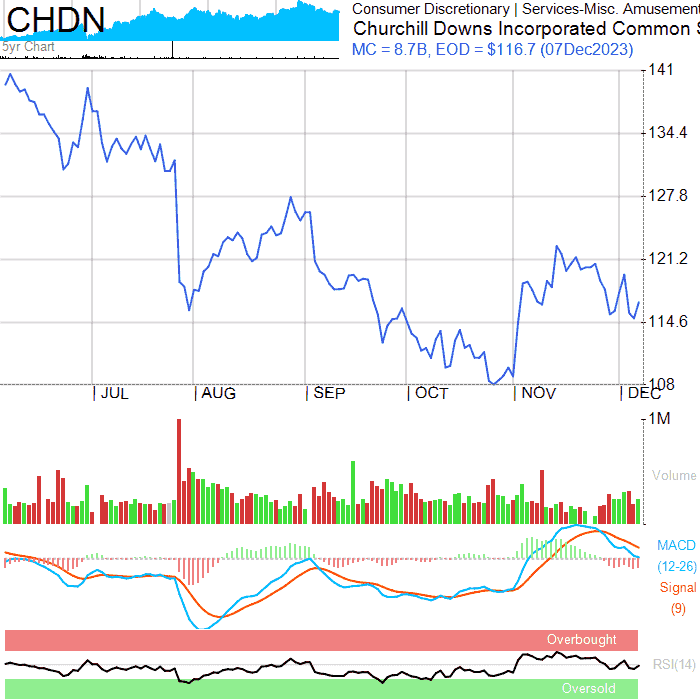 CHDN
5yr Chart
Consumer Discretionary | Services-Misc. Amusement
Churchill Downs Incorporated Common S
MC = 8.7B, EOD = $116.7 (07Dec2023)
141
134.4
127.8
121.2
114.6
108
JUL AUG SEP OCT NOV DEC
1M
Volume
MACD
(12-26)
Signal
(9)
Overbought
RSI(14)
Oversold